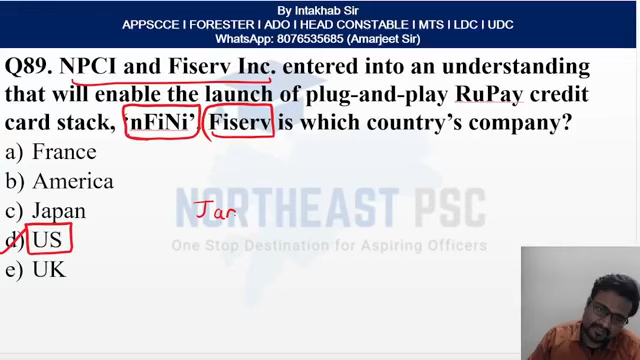 By Intakhab Sir
APPSCCE I FORESTER I ADO I HEAD CONSTABLE I MTS I LDC I UDC
WhatsApp: 8076535685 (Amarjeet Sir)
Q89. NPCI and Fiserv Inc. entered into an understanding
that will enable the launch of plug-and-play RuPay credit
card stack, 'nFiNi'. Fiserv is which country's company?
a) France
b) America
c) Japan
d) US
e) UK
Jar
NORTHEAST PSC
One Stop Destination for Aspiring Officers